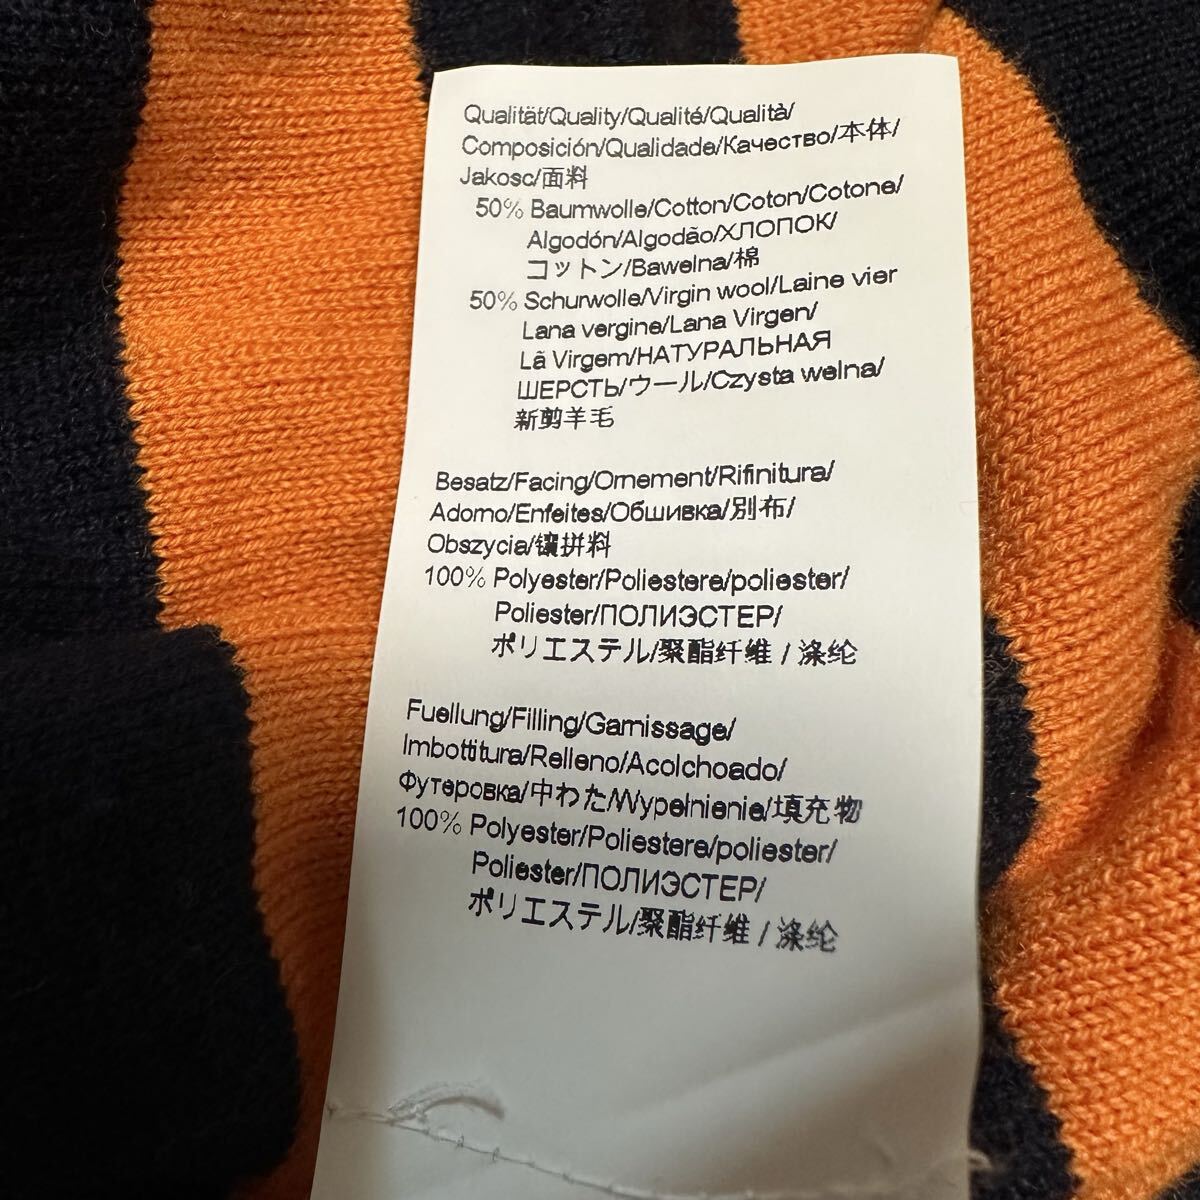 Qualität/Quality/Qualité/Qualità/
Composición/Qualidade/Качество/本体/
Jakosc/面料
50% Baumwolle/Cotton/Coton/Cotone/
Algodón/Algodão/ХЛОПОК/
コットン/Bawelna/棉
50% Schurwolle/Virgin wool/Laine vier
Lana vergine/Lana Virgen/
Lã Virgem/НАТУРАЛЬНАЯ
ШЕРСТЬ/ウール/Czysta welna/
新剪羊毛
Besatz/Facing/Ornement/Rifinitura/
Adorno/Enfeites/Обшивка/別布/
Obszycia/镶拼料
100% Polyester/Poliestere/poliester/
Poliester/ПОЛИЭСТЕР/
ポリエステル/聚酯纤维 / 涤纶
Fuellung/Filling/Garnissage/
Imbottitura/Relleno/Acolchoado/
Футеровка/中わた/Wypełnienie/填充物
100% Polyester/Poliestere/poliester/
Poliester/ПОЛИЭСТЕР/
ポリエステル/聚酯纤维 / 涤纶